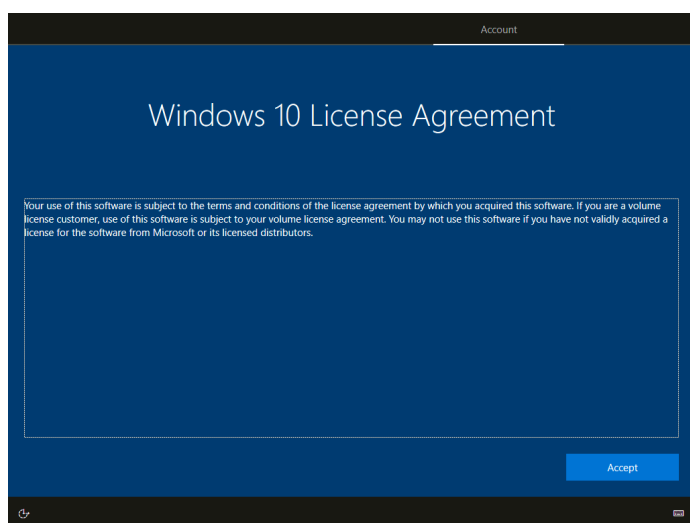 Account
Windows 10 License Agreement
Your use of this software is subject to the terms and conditions of the license agreement by which you acquired this software. If you are a volume
license customer, use of this software is subject to your volume license agreement. You may not use this software if you have not validly acquired a
license for the software from Microsoft or its licensed distributors.
Accept